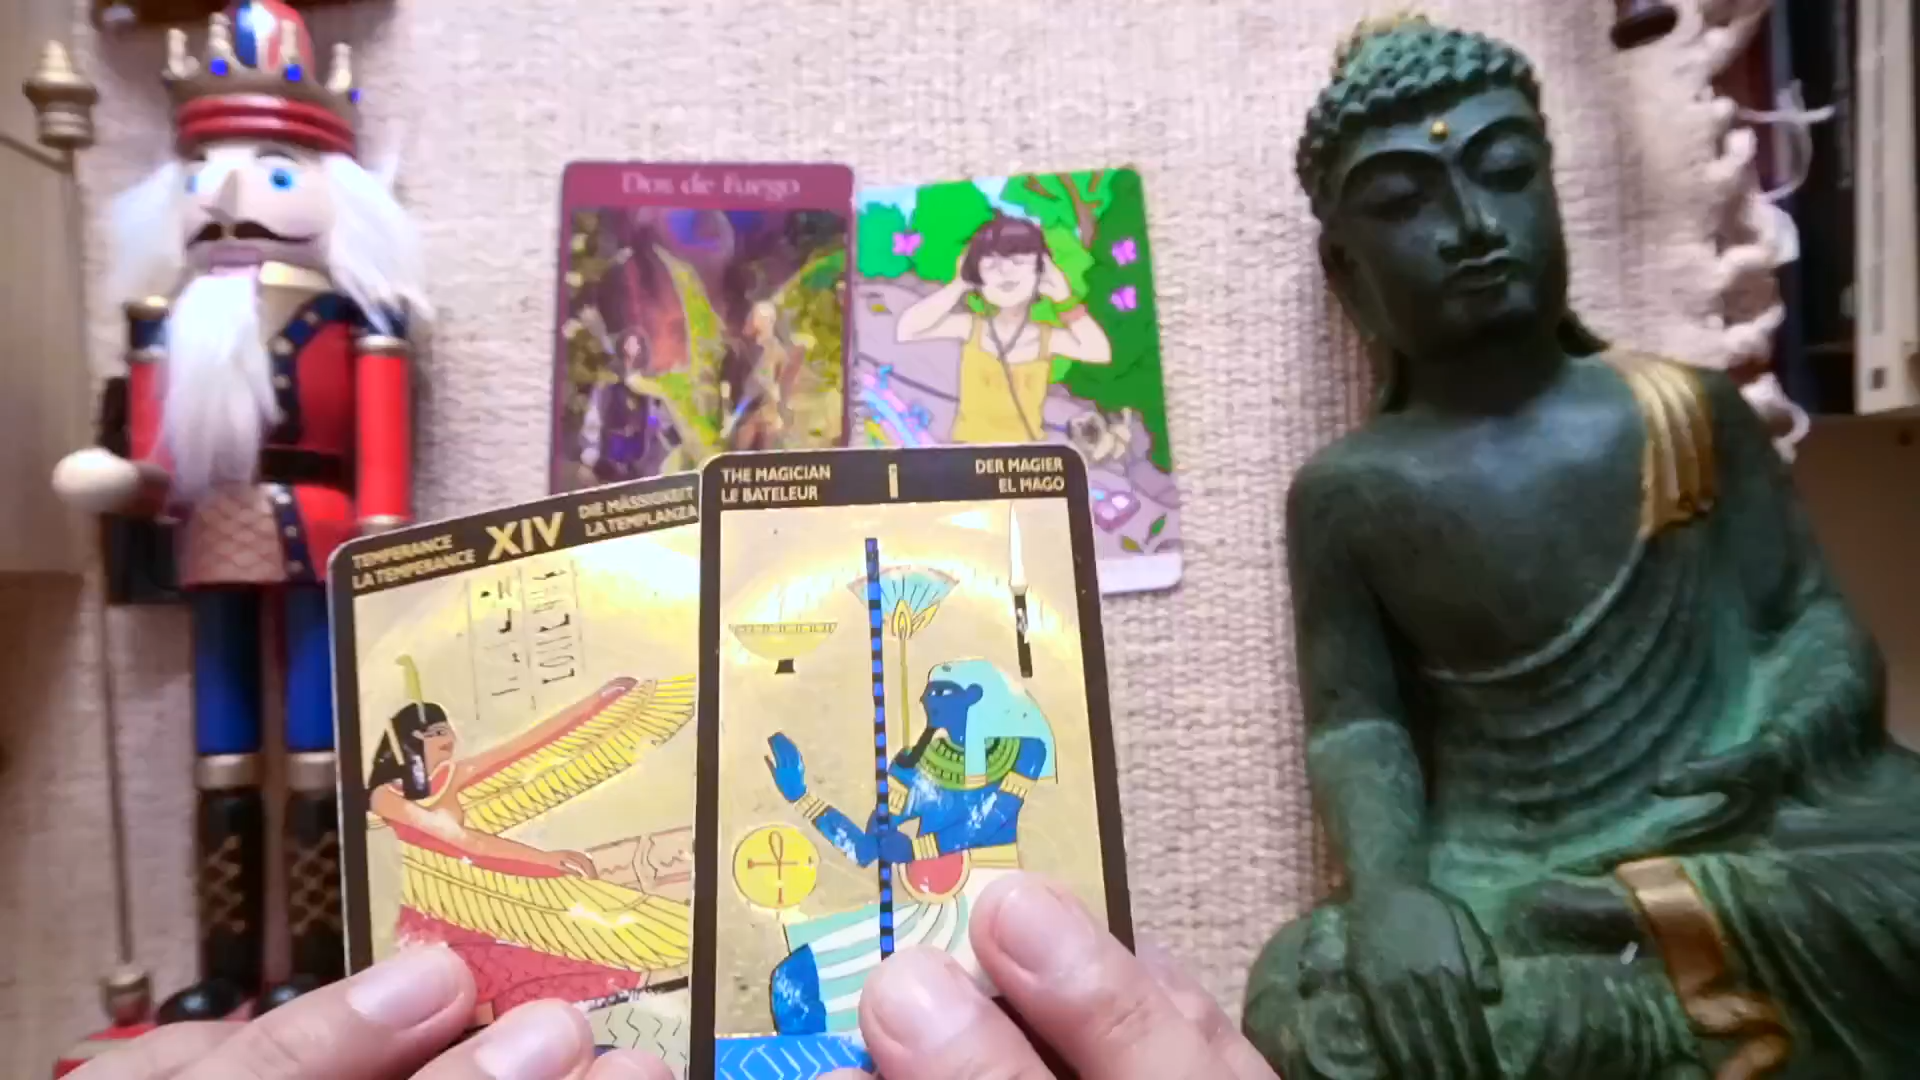 Dos de Fuego
TEMPERANCE
LA TEMPERANCE
XIV
DIE MÄSSIGKEIT
LA TEMPLANZA
THE MAGICIAN
LE BATELEUR
I
DER MAGIER
EL MAGO